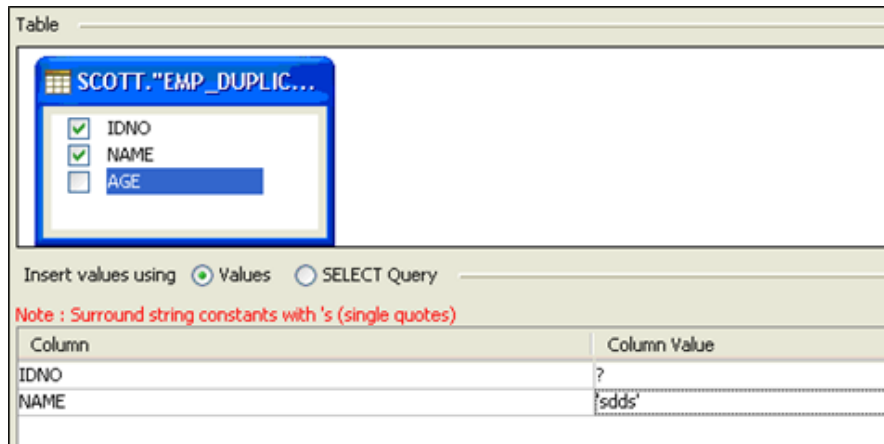 Table
SCOTT."EMP_DUPLIC...
IDNO
NAME
AGE
Insert values using Values SELECT Query
Note : Surround string constants with 's (single quotes)
Column Column Value
IDNO ?
NAME 'sdds'